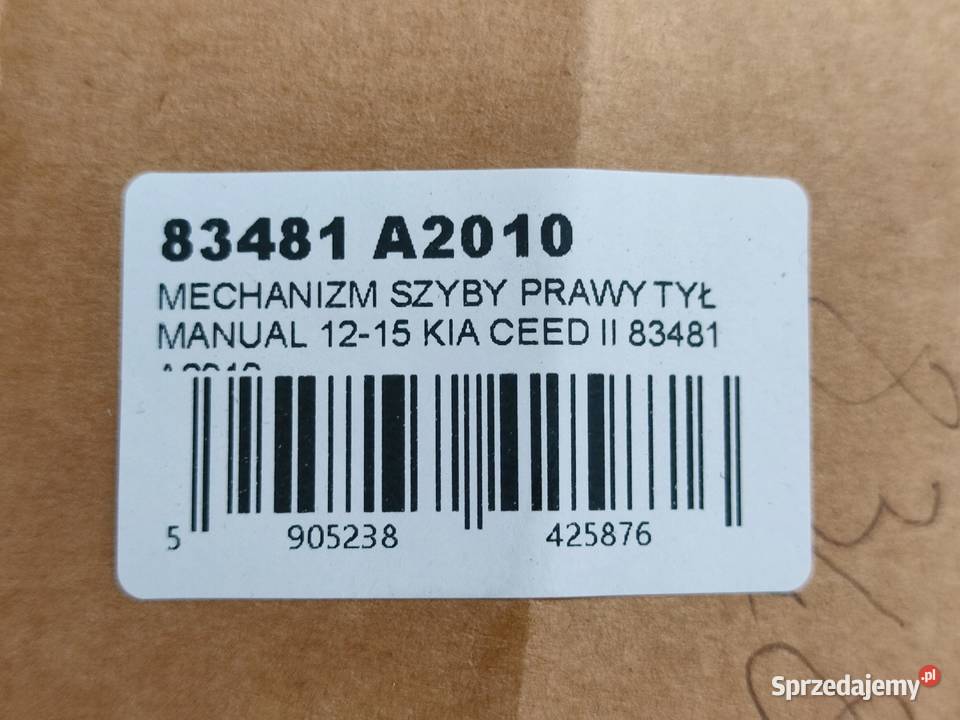 83481 A2010
MECHANIZM SZYBY PRAWY TYŁ
MANUAL 12-15 KIA CEED II 83481
5 905238 425876
Sprzedajemy.pl